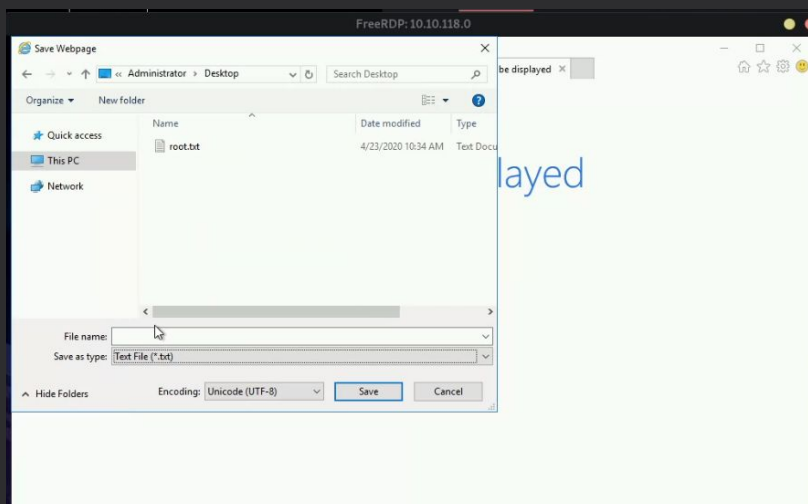 FreeRDP: 10.10.118.0
Save Webpage
« Administrator › Desktop
Search Desktop
be displayed
Organize
New folder
Name
Date modified
Type
Quick access
root.txt
4/23/2020 10:34 AM
Text Docu
This PC
Network
layed
File name:
Save as type: Text File (*.txt)
Hide Folders
Encoding: Unicode (UTF-8)
Save
Cancel